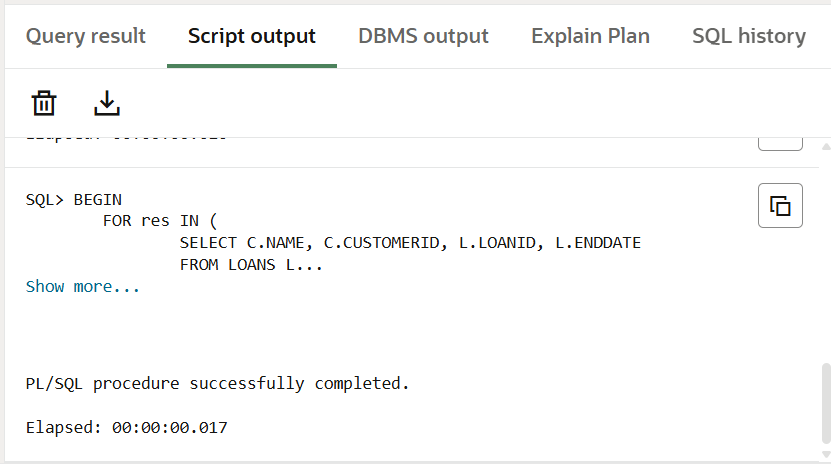 Query result Script output DBMS output Explain Plan SQL history
SQL> BEGIN
FOR res IN (
SELECT C.NAME, C.CUSTOMERID, L.LOANID, L.ENDDATE
FROM LOANS L...
Show more...
PL/SQL procedure successfully completed.
Elapsed: 00:00:00.017